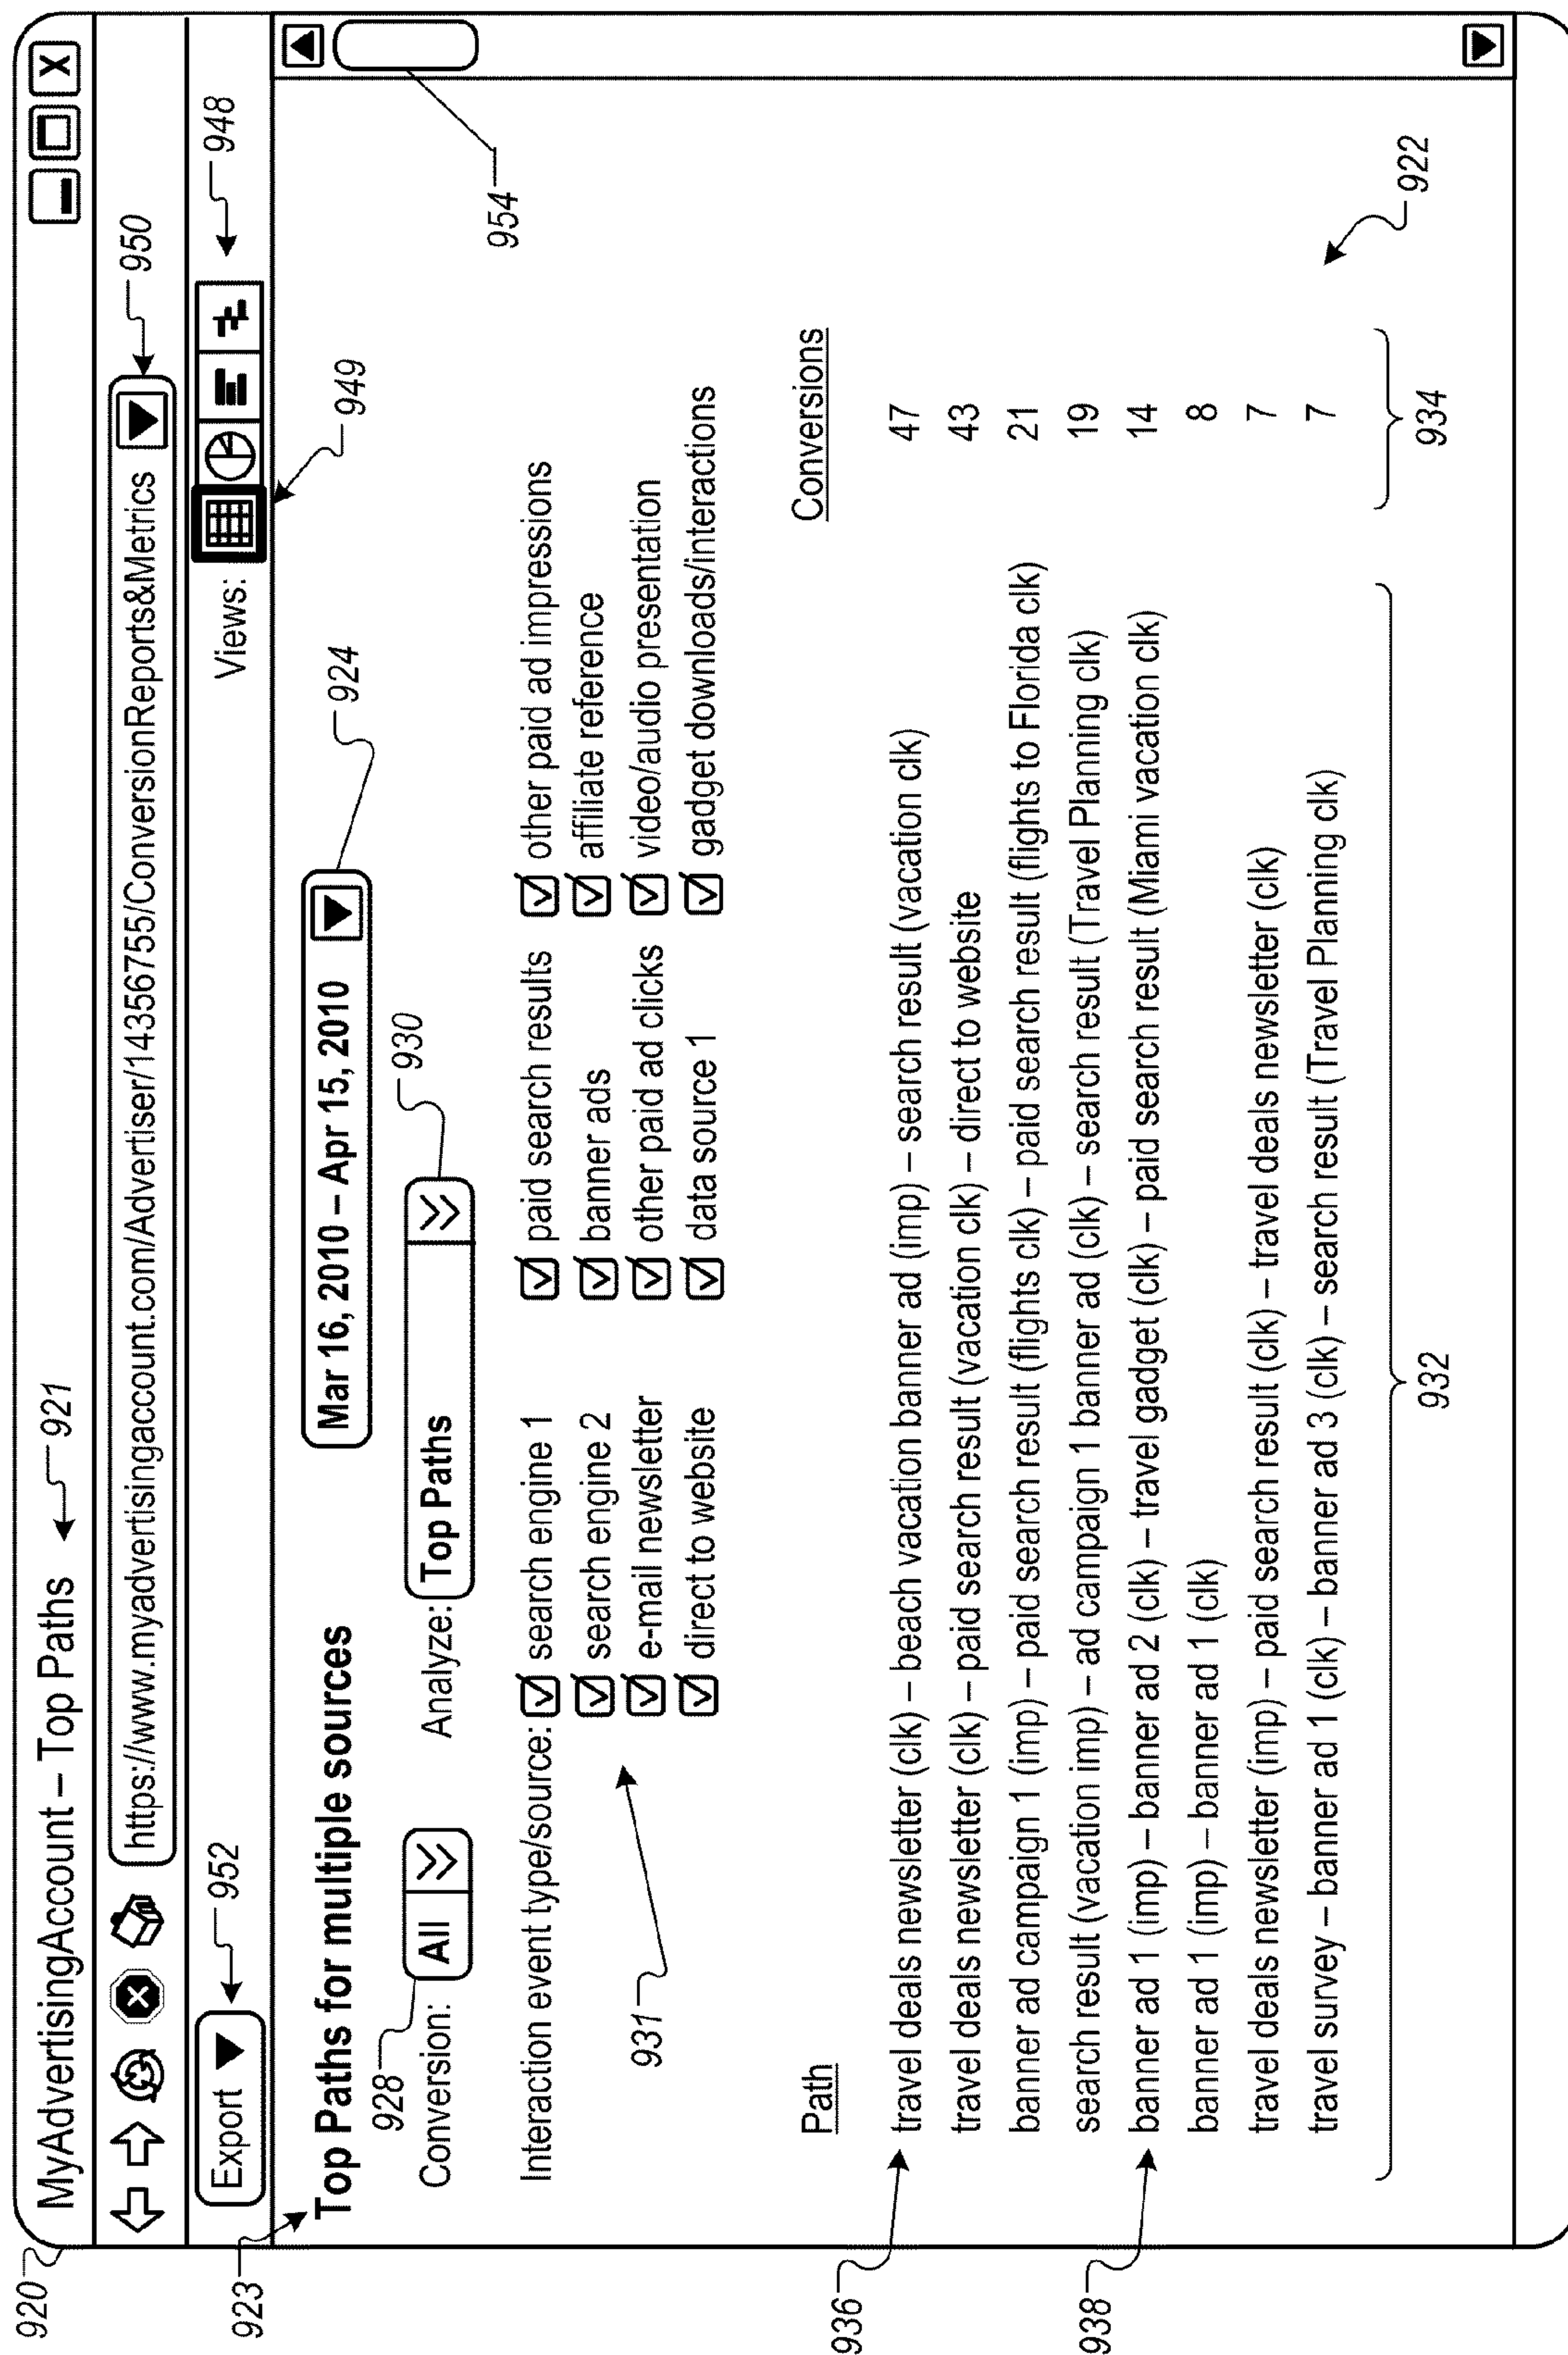 920
MyAdvertisingAccount – Top Paths
921
X
https://www.myadvertisingaccount.com/Advertiser/14356755/ConversionReports&Metrics
950
Export
952
Views:
948
949
923
Top Paths for multiple sources
Mar 16, 2010 – Apr 15, 2010
924
928
Conversion: All
Analyze: Top Paths
930
954
Interaction event type/source: search engine 1 paid search results other paid ad impressions
search engine 2 banner ads affiliate reference
e-mail newsletter other paid ad clicks video/audio presentation
direct to website data source 1 gadget downloads/interactions
931
Path Conversions
936
travel deals newsletter (clk) – beach vacation banner ad (imp) – search result (vacation clk) 47
travel deals newsletter (clk) – paid search result (vacation clk) – direct to website 43
banner ad campaign 1 (imp) – paid search result (flights clk) – paid search result (flights to Florida clk) 21
search result (vacation imp) – ad campaign 1 banner ad (clk) – search result (Travel Planning clk) 19
938
banner ad 1 (imp) – banner ad 2 (clk) – travel gadget (clk) – paid search result (Miami vacation clk) 14
banner ad 1 (imp) – banner ad 1 (clk) 8
travel deals newsletter (imp) – paid search result (clk) – travel deals newsletter (clk) 7
travel survey – banner ad 1 (clk) – banner ad 3 (clk) – search result (Travel Planning clk) 7
922
932
934